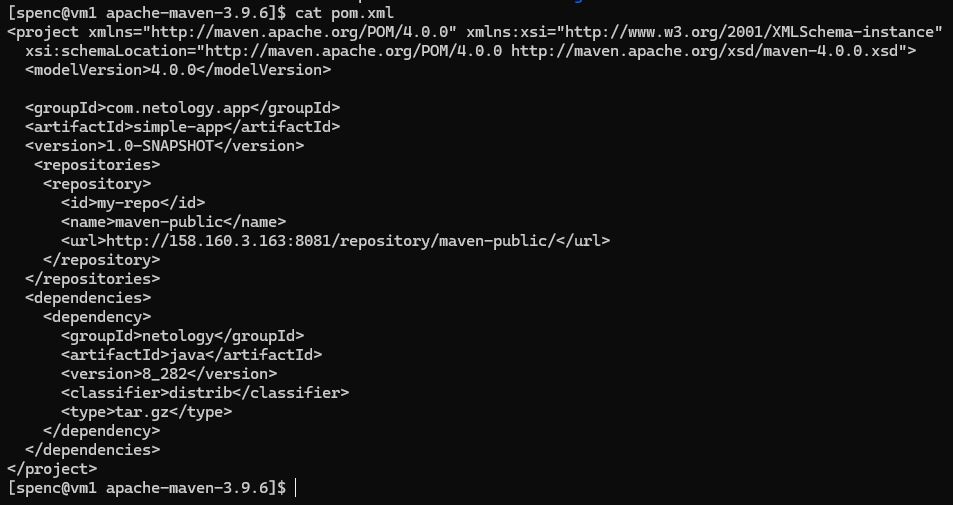 [spenc@vm1 apache-maven-3.9.6]$ cat pom.xml
<project xmlns="http://maven.apache.org/POM/4.0.0" xmlns:xsi="http://www.w3.org/2001/XMLSchema-instance"
  xsi:schemaLocation="http://maven.apache.org/POM/4.0.0 http://maven.apache.org/xsd/maven-4.0.0.xsd">
  <modelVersion>4.0.0</modelVersion>

  <groupId>com.netology.app</groupId>
  <artifactId>simple-app</artifactId>
  <version>1.0-SNAPSHOT</version>
   <repositories>
    <repository>
      <id>my-repo</id>
      <name>maven-public</name>
      <url>http://158.160.3.163:8081/repository/maven-public/</url>
    </repository>
  </repositories>
  <dependencies>
    <dependency>
      <groupId>netology</groupId>
      <artifactId>java</artifactId>
      <version>8_282</version>
      <classifier>distrib</classifier>
      <type>tar.gz</type>
    </dependency>
  </dependencies>
</project>
[spenc@vm1 apache-maven-3.9.6]$